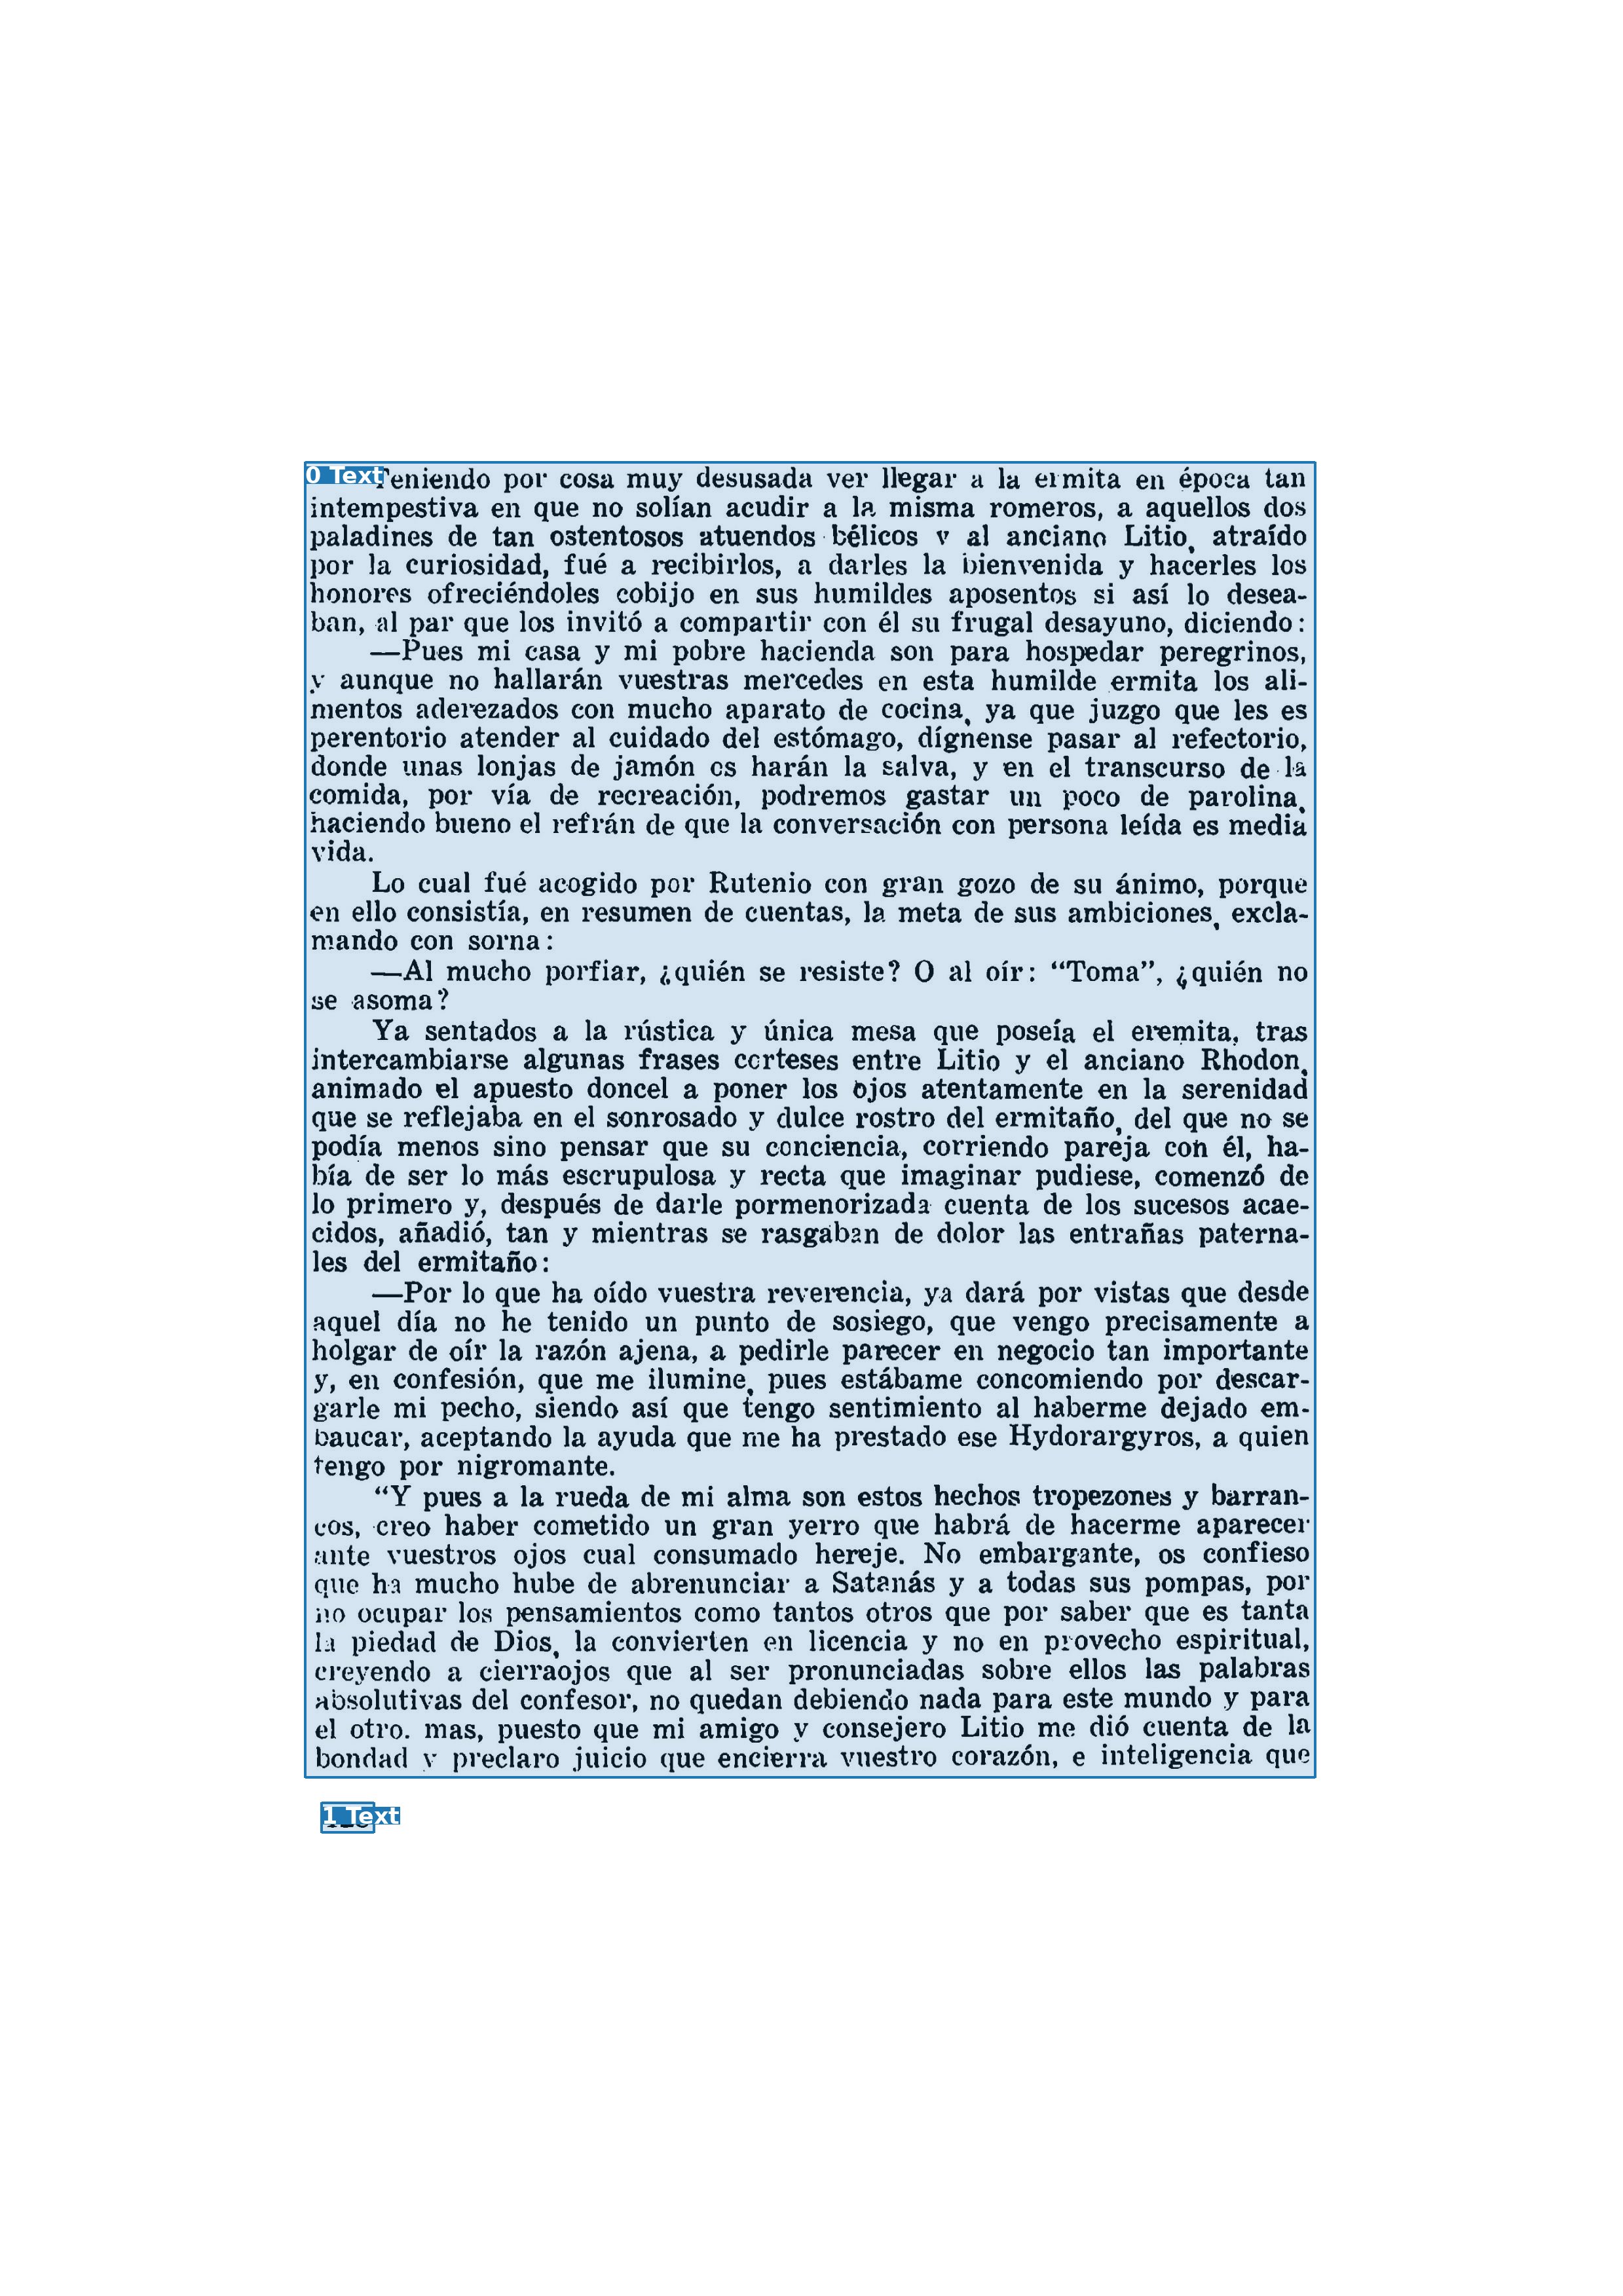 0 Text Teniendo por cosa muy desusada ver llegar a la ermita en época tan
intempestiva en que no solían acudir a la misma romeros, a aquellos dos
paladines de tan ostentosos atuendos bélicos y al anciano Litio, atraído
por la curiosidad, fué a recibirlos, a darles la bienvenida y hacerles los
honores ofreciéndoles cobijo en sus humildes aposentos si así lo desea-
ban, al par que los invitó a compartir con él su frugal desayuno, diciendo:
—Pues mi casa y mi pobre hacienda son para hospedar peregrinos,
y aunque no hallarán vuestras mercedes en esta humilde ermita los ali-
mentos aderezados con mucho aparato de cocina, ya que juzgo que les es
perentorio atender al cuidado del estómago, dígnense pasar al refectorio,
donde unas lonjas de jamón os harán la salva, y en el transcurso de la
comida, por vía de recreación, podremos gastar un poco de parolina,
haciendo bueno el refrán de que la conversación con persona leída es media
vida.
Lo cual fué acogido por Rutenio con gran gozo de su ánimo, porque
en ello consistía, en resumen de cuentas, la meta de sus ambiciones, excla-
mando con sorna:
—Al mucho porfiar, ¿quién se resiste? O al oír: “Toma”, ¿quién no
se asoma?
Ya sentados a la rústica y única mesa que poseía el eremita, tras
intercambiarse algunas frases corteses entre Litio y el anciano Rhodon,
animado el apuesto doncel a poner los ojos atentamente en la serenidad
que se reflejaba en el sonrosado y dulce rostro del ermitaño, del que no se
podía menos sino pensar que su conciencia, corriendo pareja con él, ha-
bía de ser lo más escrupulosa y recta que imaginar pudiese, comenzó de
lo primero y, después de darle pormenorizada cuenta de los sucesos acae-
cidos, añadió, tan y mientras se rasgaban de dolor las entrañas paterna-
les del ermitaño:
—Por lo que ha oído vuestra reverencia, ya dará por vistas que desde
aquel día no he tenido un punto de sosiego, que vengo precisamente a
holgar de oír la razón ajena, a pedirle parecer en negocio tan importante
y, en confesión, que me ilumine, pues estábame concomiendo por descar-
garle mi pecho, siendo así que tengo sentimiento al haberme dejado em-
baucar, aceptando la ayuda que me ha prestado ese Hydorargyros, a quien
tengo por nigromante.
“Y pues a la rueda de mi alma son estos hechos tropezones y barran-
cos, creo haber cometido un gran yerro que habrá de hacerme aparecer
ante vuestros ojos cual consumado hereje. No embargante, os confieso
que ha mucho hube de abrenunciar a Satanás y a todas sus pompas, por
no ocupar los pensamientos como tantos otros que por saber que es tanta
la piedad de Dios, la convierten en licencia y no en provecho espiritual,
creyendo a cierraojos que al ser pronunciadas sobre ellos las palabras
absolutivas del confesor, no quedan debiendo nada para este mundo y para
el otro. mas, puesto que mi amigo y consejero Litio me dió cuenta de la
bondad y preclaro juicio que encierra vuestro corazón, e inteligencia que
1 Text